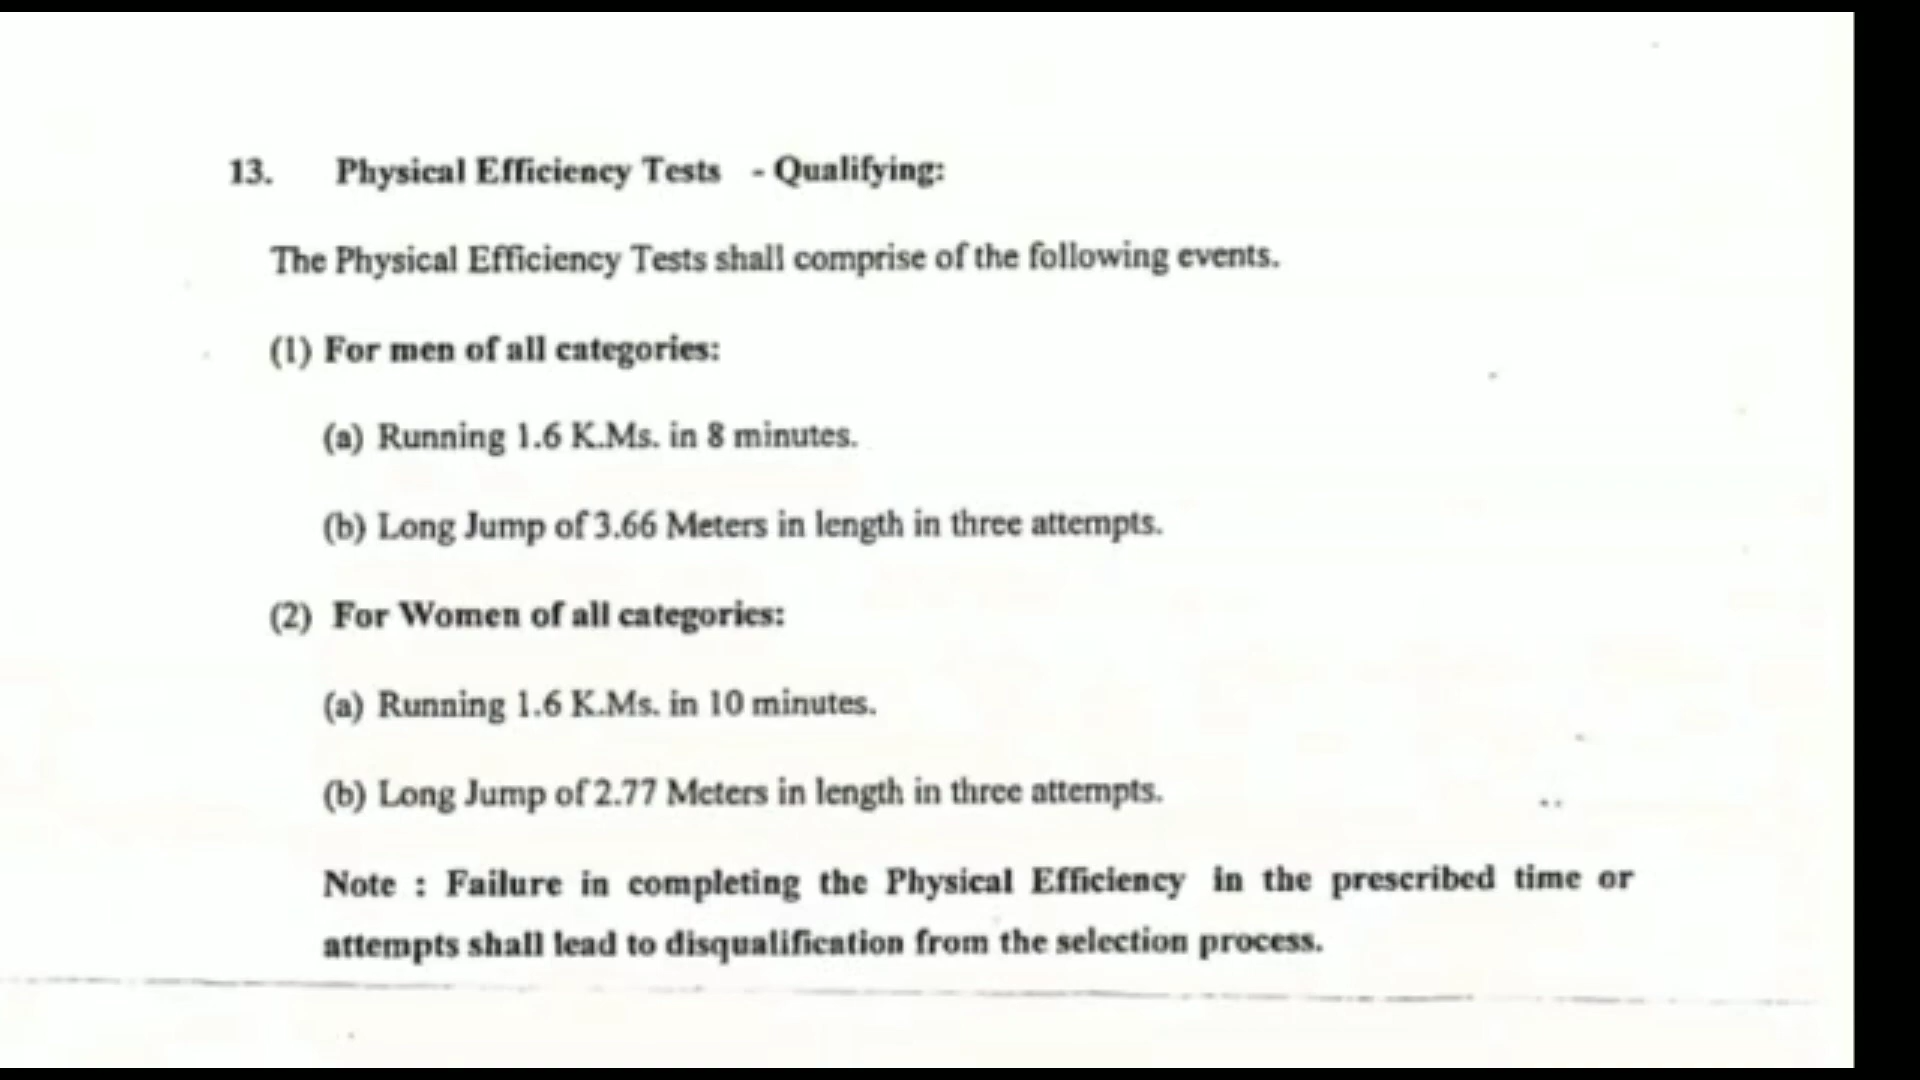 13. Physical Efficiency Tests - Qualifying:
The Physical Efficiency Tests shall comprise of the following events.
(1) For men of all categories:
(a) Running 1.6 K.Ms. in 8 minutes.
(b) Long Jump of 3.66 Meters in length in three attempts.
(2) For Women of all categories:
(a) Running 1.6 K.Ms. in 10 minutes.
(b) Long Jump of 2.77 Meters in length in three attempts.
Note : Failure in completing the Physical Efficiency in the prescribed time or
attempts shall lead to disqualification from the selection process.